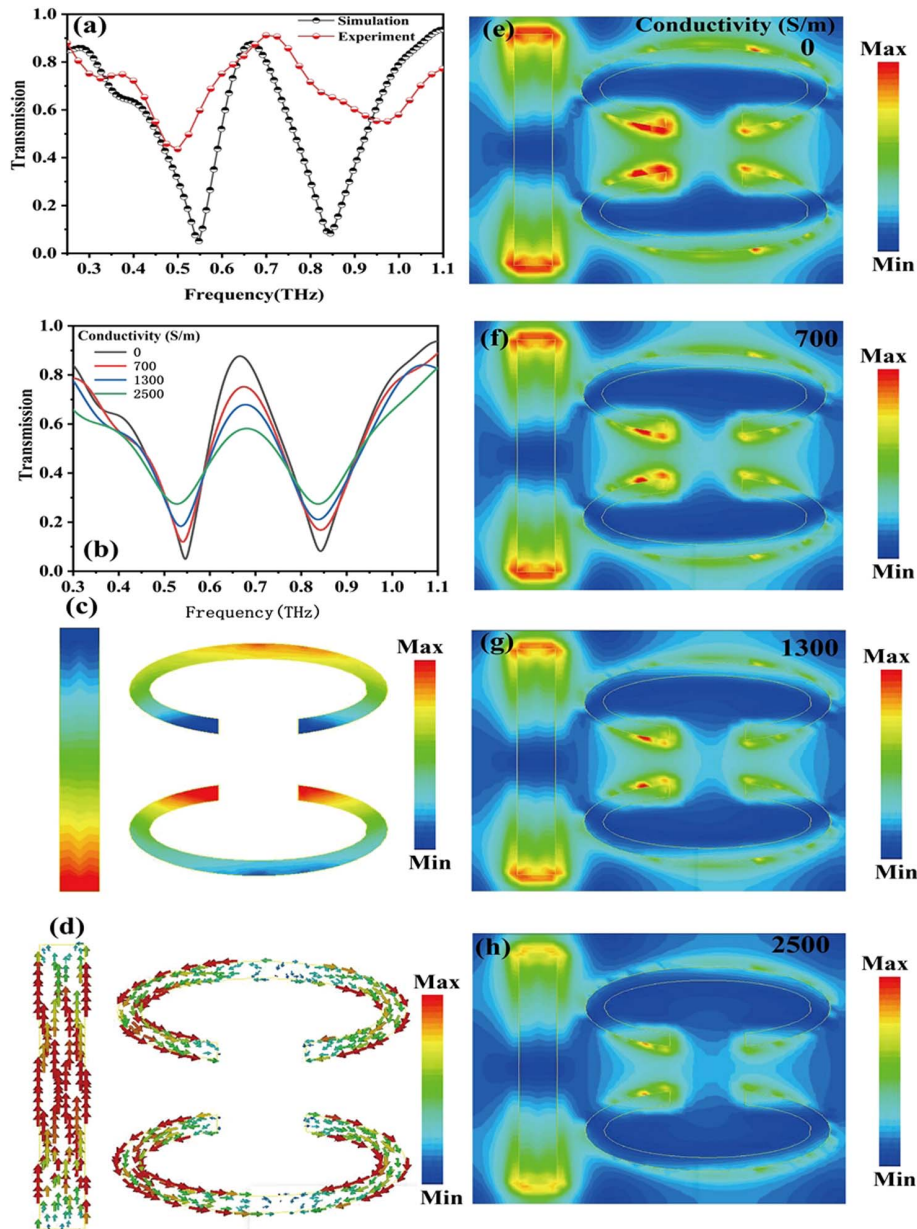 (a)
Simulation
Experiment
1.0
0.8
0.6
0.4
0.2
0.0
Transmission
0.3 0.4 0.5 0.6 0.7 0.8 0.9 1.0 1.1
Frequency(THz)
(b)
Conductivity (S/m)
0
700
1300
2500
1.0
0.8
0.6
0.4
0.2
0.0
Transmission
0.3 0.4 0.5 0.6 0.7 0.8 0.9 1.0 1.1
Frequency(THz)
(c)
Max
Min
(d)
Max
Min
(e)
Conductivity (S/m)
0
Max
Min
(f)
700
Max
Min
(g)
1300
Max
Min
(h)
2500
Max
Min